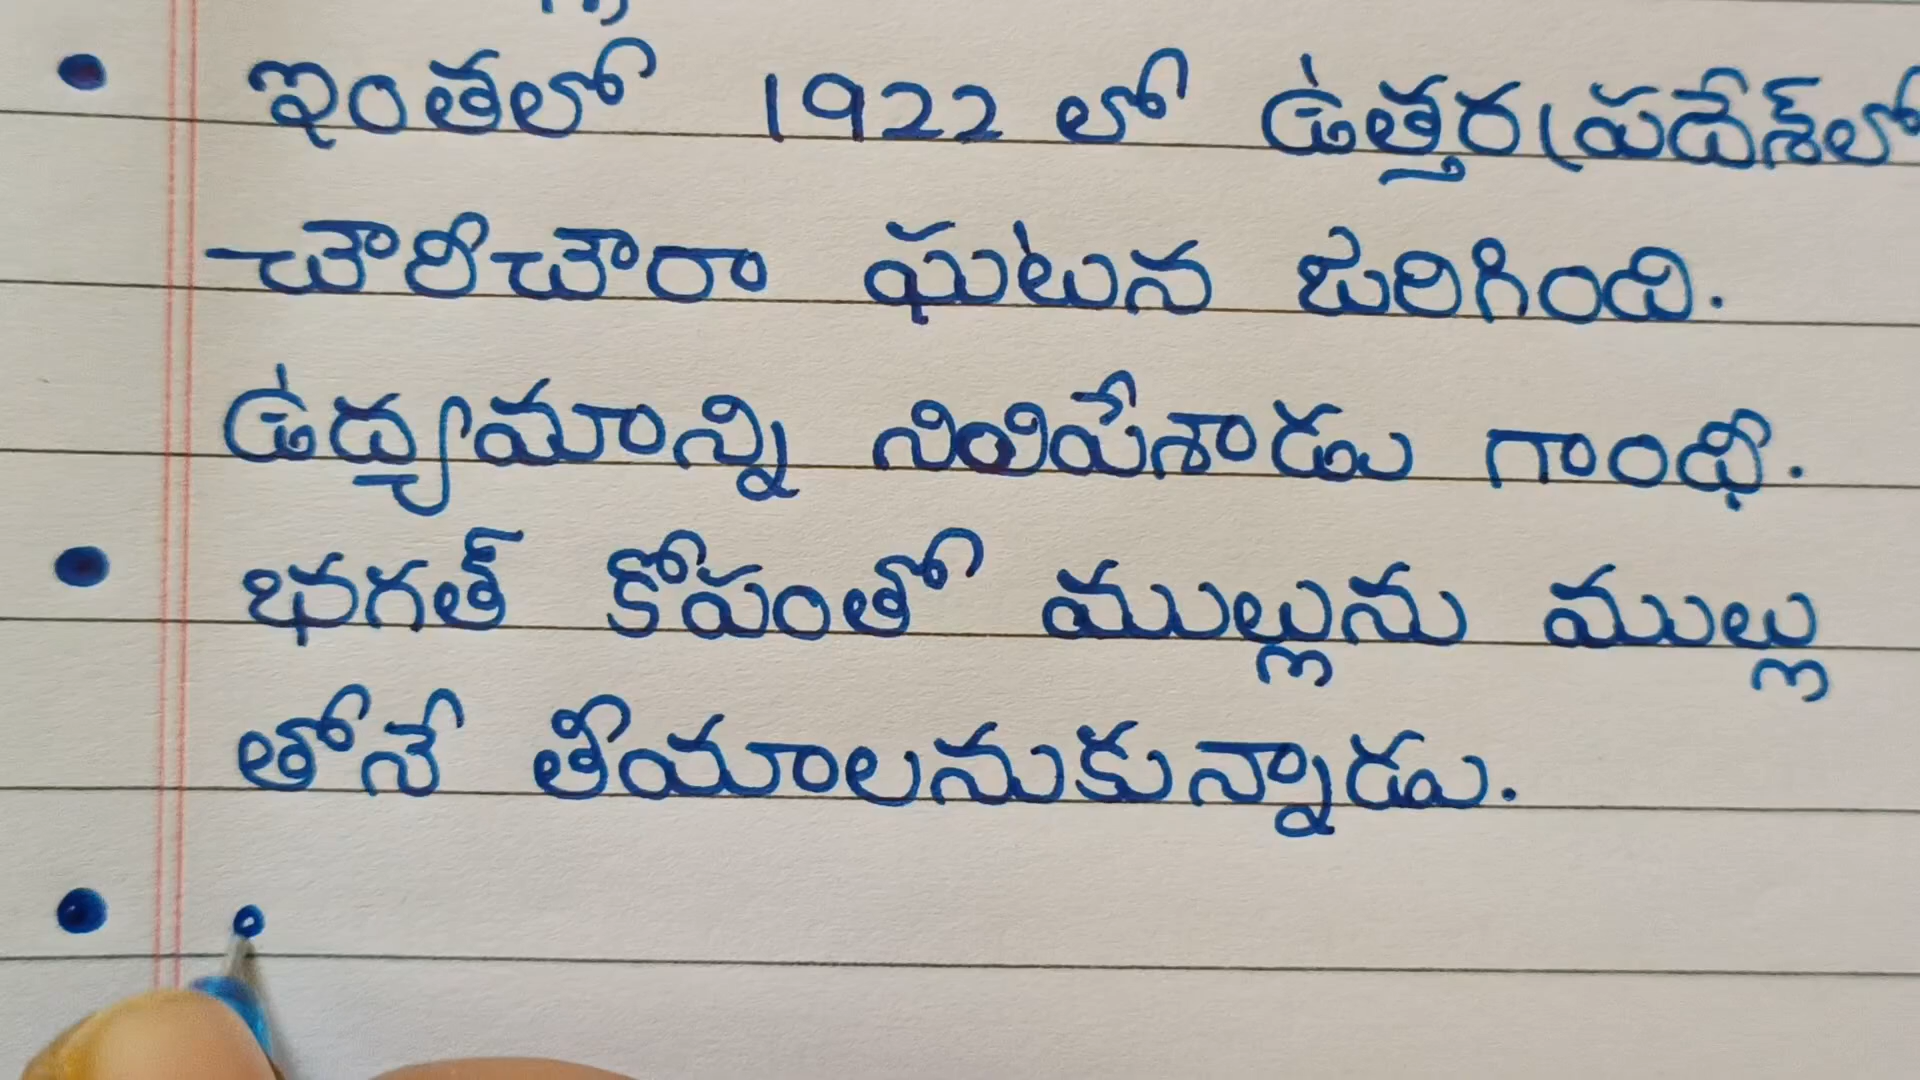 ఇంతలో 1922 లో ఉత్తరప్రదేశ్‌లో
చౌరీచౌరా ఘటన జరిగింది.
ఉద్యమాన్ని నిలిపేశాడు గాంధీ.
భగత్ కోపంతో ముల్లును ముల్లు
తోనే తీయాలనుకున్నాడు.